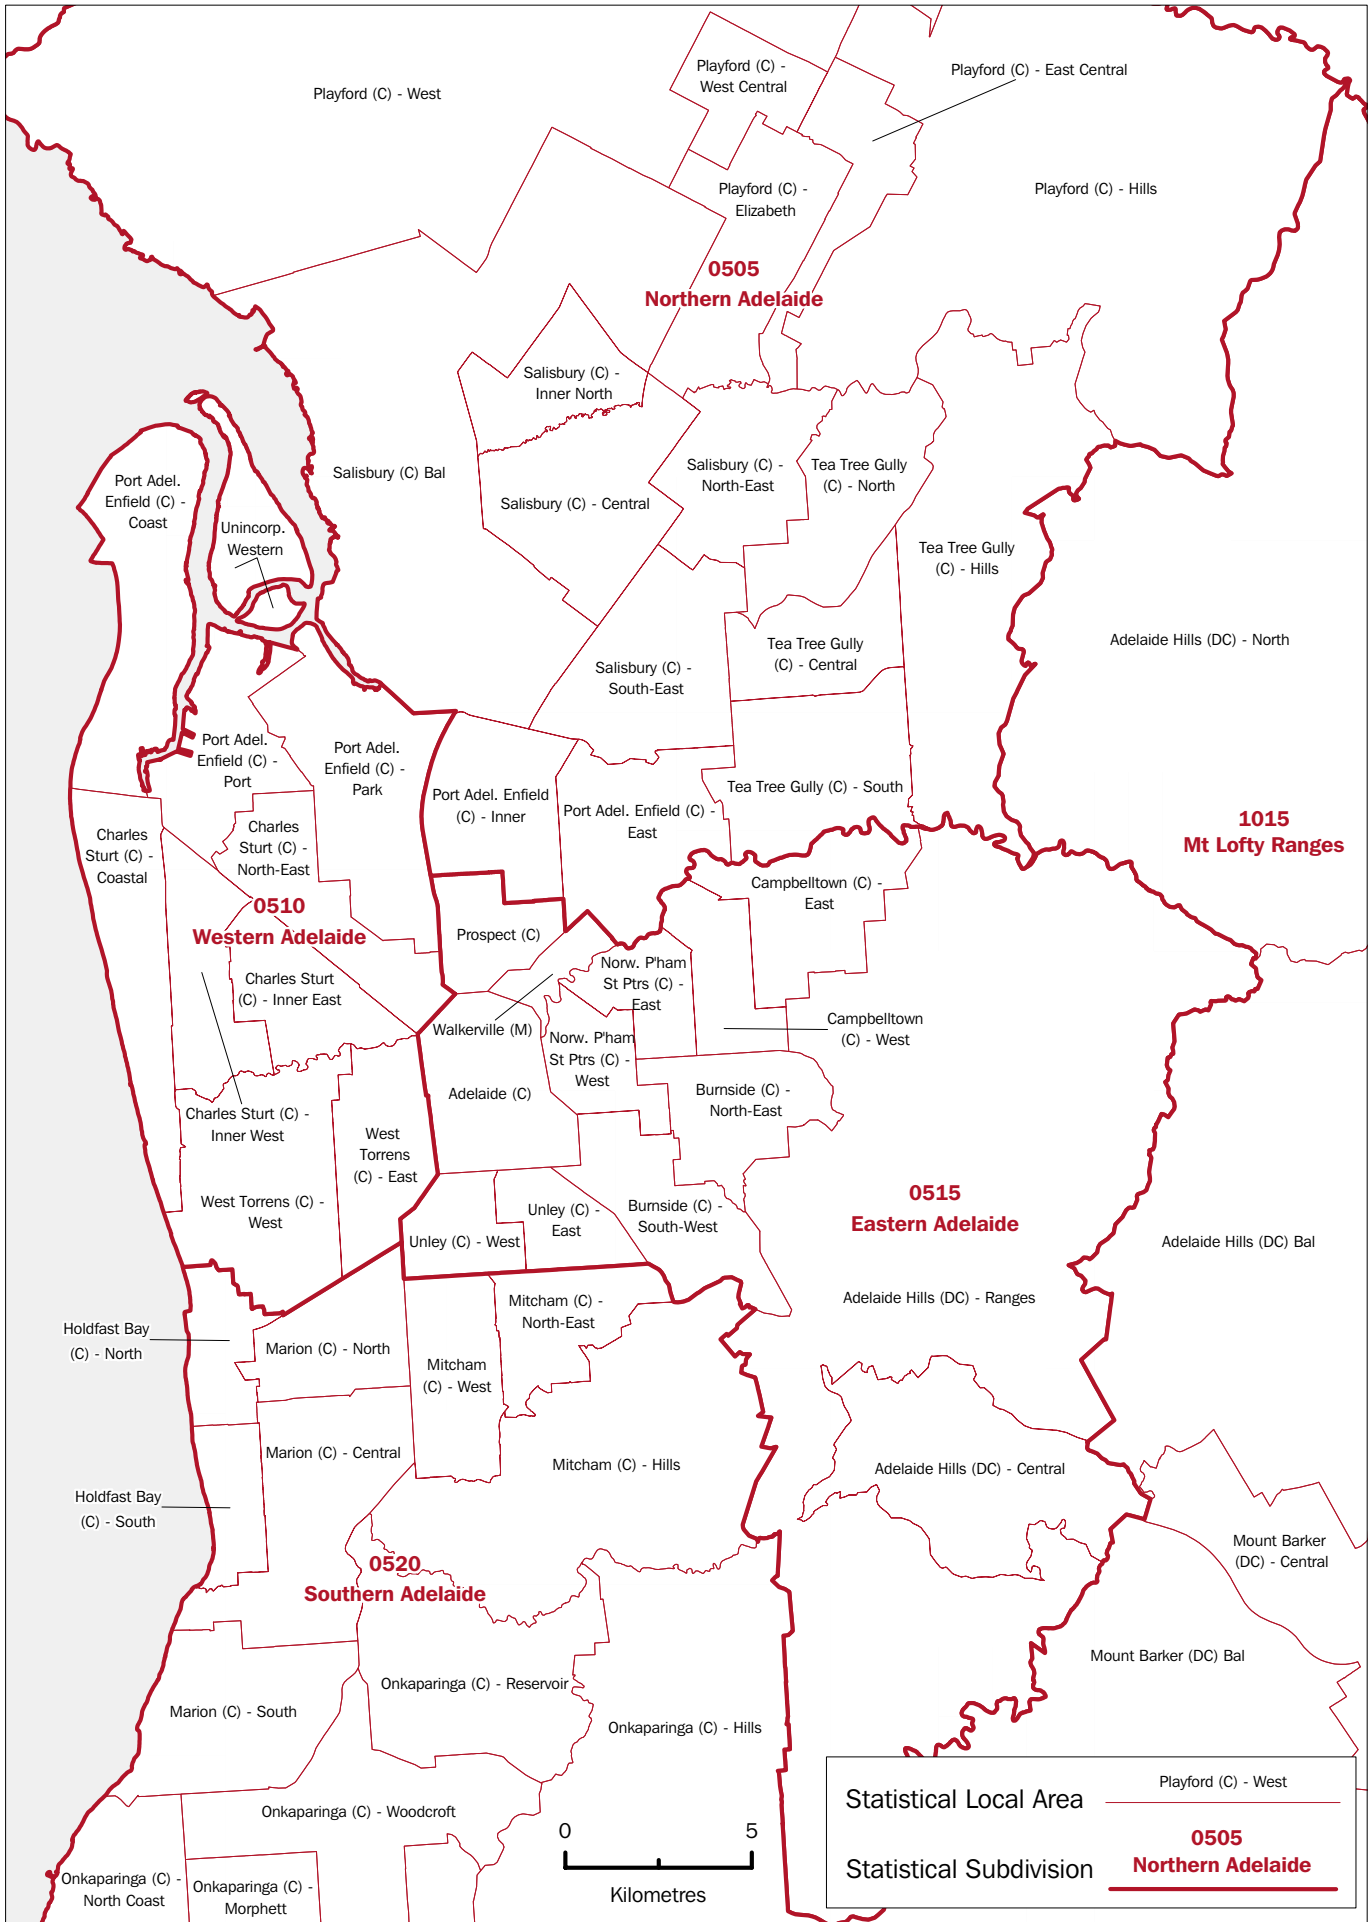 Playford (C) - West
Playford (C) -
West Central
Playford (C) - East Central
Playford (C) -
Elizabeth
Playford (C) - Hills
0505
Northern Adelaide
Salisbury (C) -
Inner North
Salisbury (C) Bal
Salisbury (C) - Central
Salisbury (C) -
North-East
Tea Tree Gully
(C) - North
Port Adel.
Enfield (C) -
Coast
Unincorp.
Western
Tea Tree Gully
(C) - Hills
Adelaide Hills (DC) - North
Salisbury (C) -
South-East
Tea Tree Gully
(C) - Central
Port Adel.
Enfield (C) -
Port
Port Adel.
Enfield (C) -
Park
Port Adel. Enfield
(C) - Inner
Port Adel. Enfield (C) -
East
Tea Tree Gully (C) - South
1015
Mt Lofty Ranges
Charles
Sturt (C) -
Coastal
Charles
Sturt (C) -
North-East
0510
Western Adelaide
Campbelltown (C) -
East
Prospect (C)
Charles Sturt
(C) - Inner East
Norw. P'ham
St Ptrs (C) -
East
Walkerville (M)
Norw. P'ham
St Ptrs (C) -
West
Campbelltown
(C) - West
Adelaide (C)
Burnside (C) -
North-East
Charles Sturt (C) -
Inner West
West
Torrens
(C) - East
West Torrens (C) -
West
Unley (C) - West
Unley (C) -
East
Burnside (C) -
South-West
0515
Eastern Adelaide
Adelaide Hills (DC) Bal
Adelaide Hills (DC) - Ranges
Holdfast Bay
(C) - North
Marion (C) - North
Mitcham (C) -
North-East
Mitcham
(C) - West
Marion (C) - Central
Mitcham (C) - Hills
Adelaide Hills (DC) - Central
Holdfast Bay
(C) - South
Mount Barker
(DC) - Central
0520
Southern Adelaide
Mount Barker (DC) Bal
Onkaparinga (C) - Reservoir
Marion (C) - South
Onkaparinga (C) - Hills
Onkaparinga (C) - Woodcroft
Onkaparinga (C) -
North Coast
Onkaparinga (C) -
Morphett
0 5
Kilometres
Statistical Local Area
Playford (C) - West
Statistical Subdivision
0505
Northern Adelaide